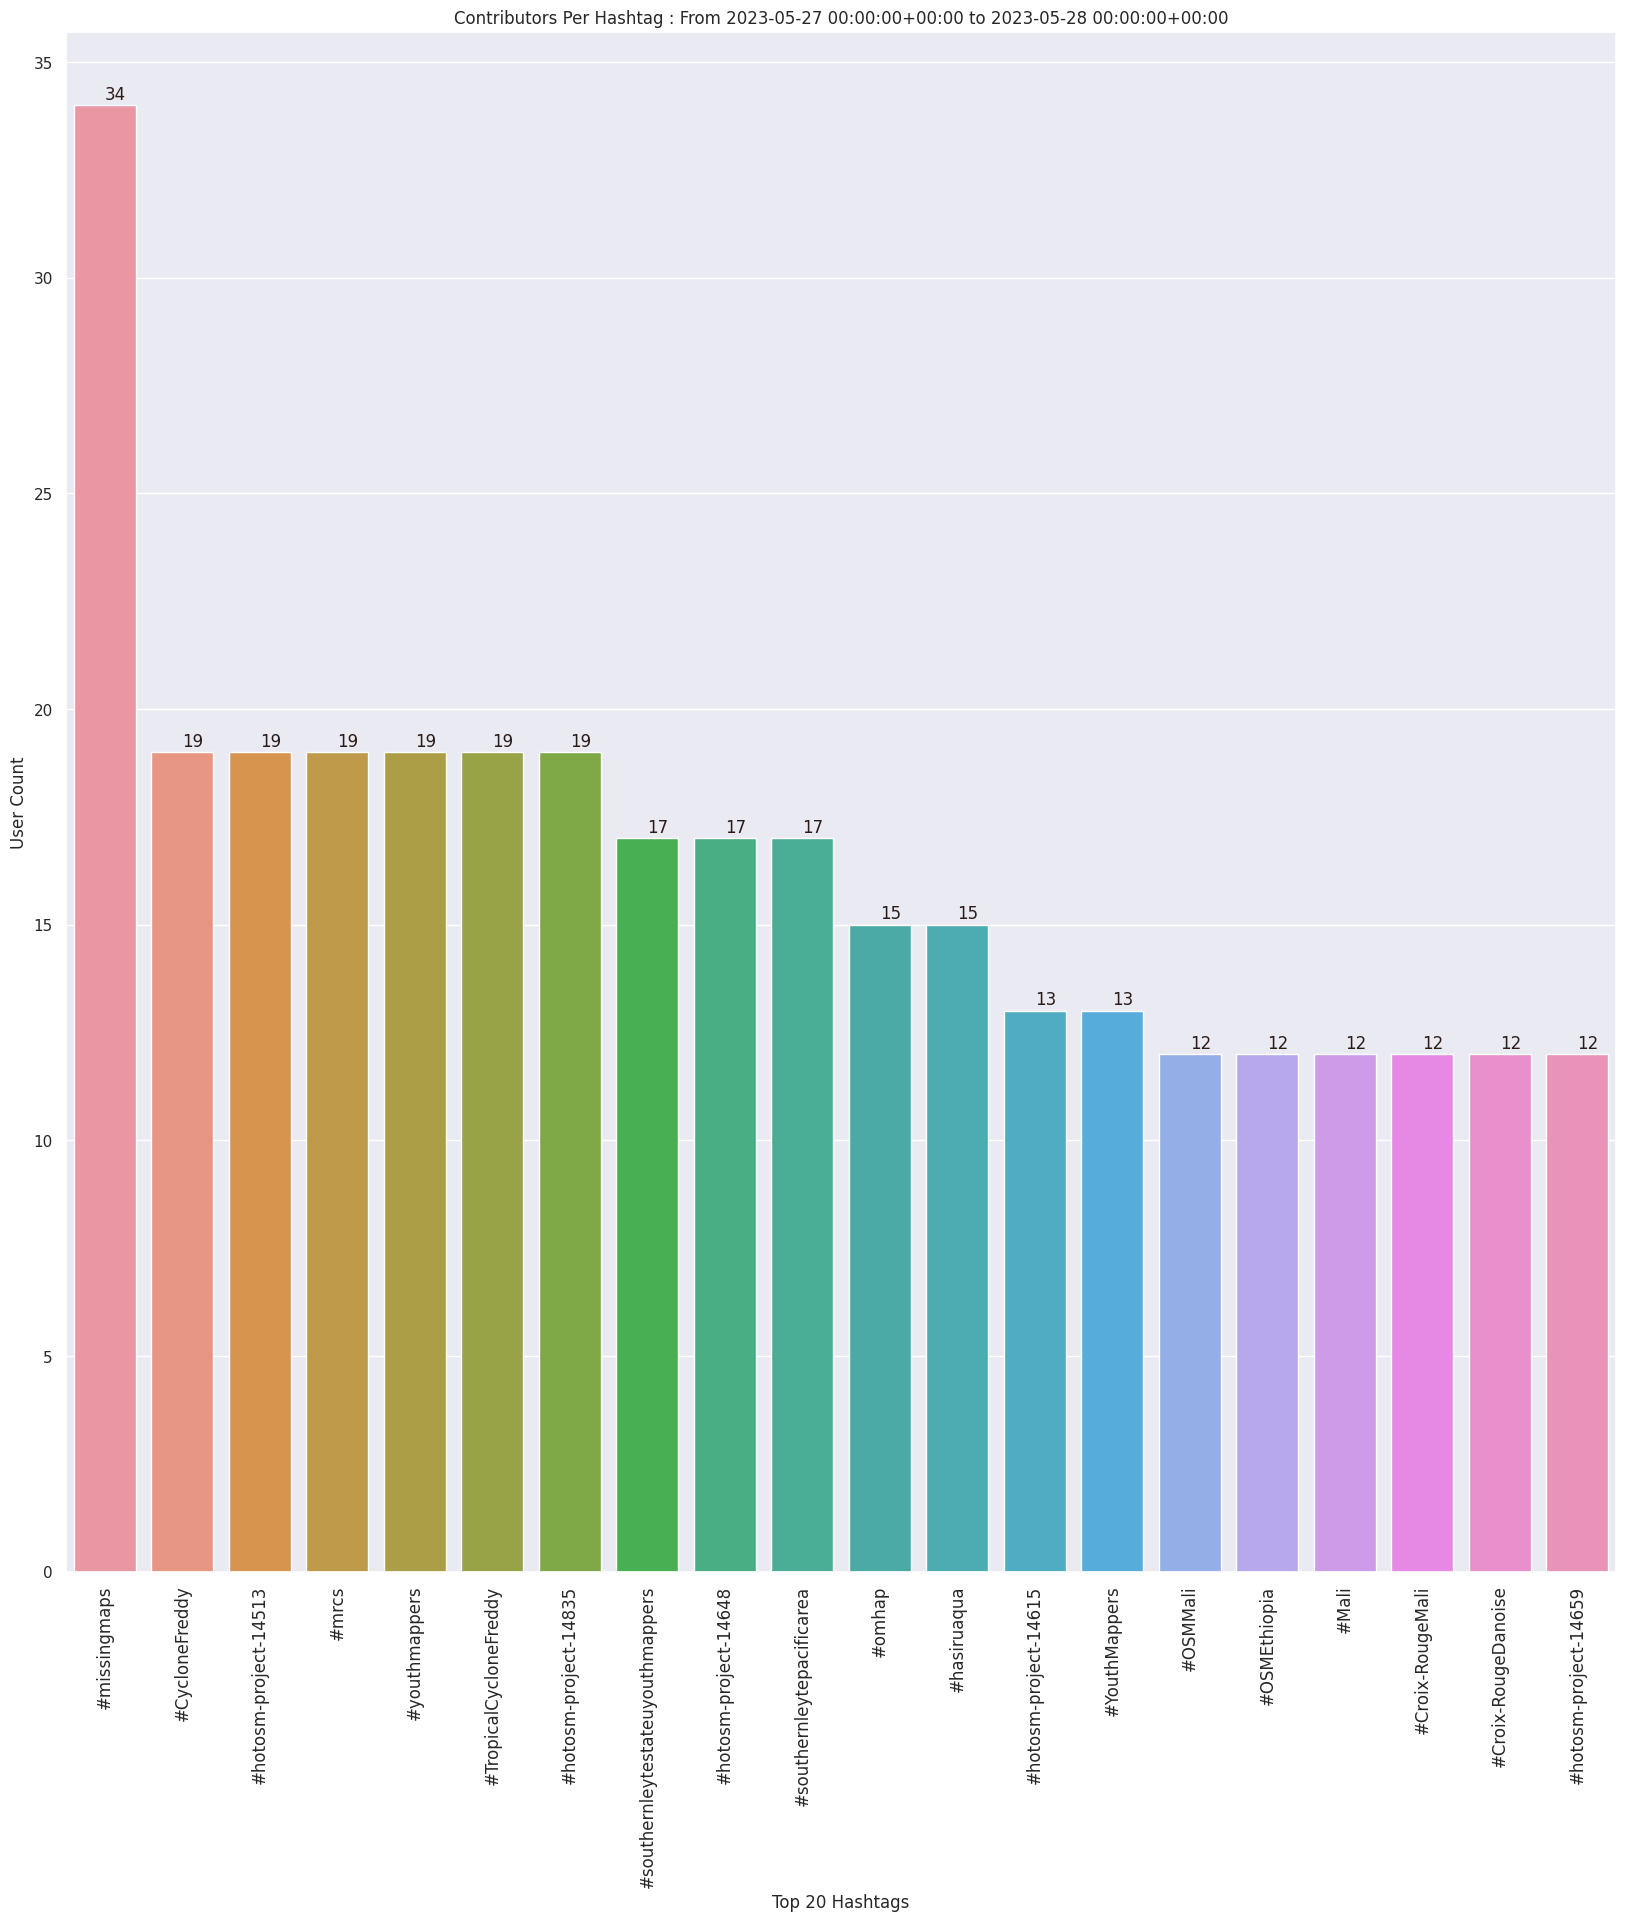 Contributors Per Hashtag : From 2023-05-27 00:00:00+00:00 to 2023-05-28 00:00:00+00:00
User Count
35
30
25
20
15
10
5
0
34
19
19
19
19
19
19
17
17
17
15
15
13
13
12
12
12
12
12
12
#missingmaps
#CycloneFreddy
#hotosm-project-14513
#mrcs
#youthmappers
#TropicalCycloneFreddy
#hotosm-project-14835
#southernleytestateuyouthmappers
#hotosm-project-14648
#southernleytepacificarea
#omhap
#hasiruaqua
#hotosm-project-14615
#YouthMappers
#OSMMali
#OSMEthiopia
#Mali
#Croix-RougeMali
#Croix-RougeDanoise
#hotosm-project-14659
Top 20 Hashtags